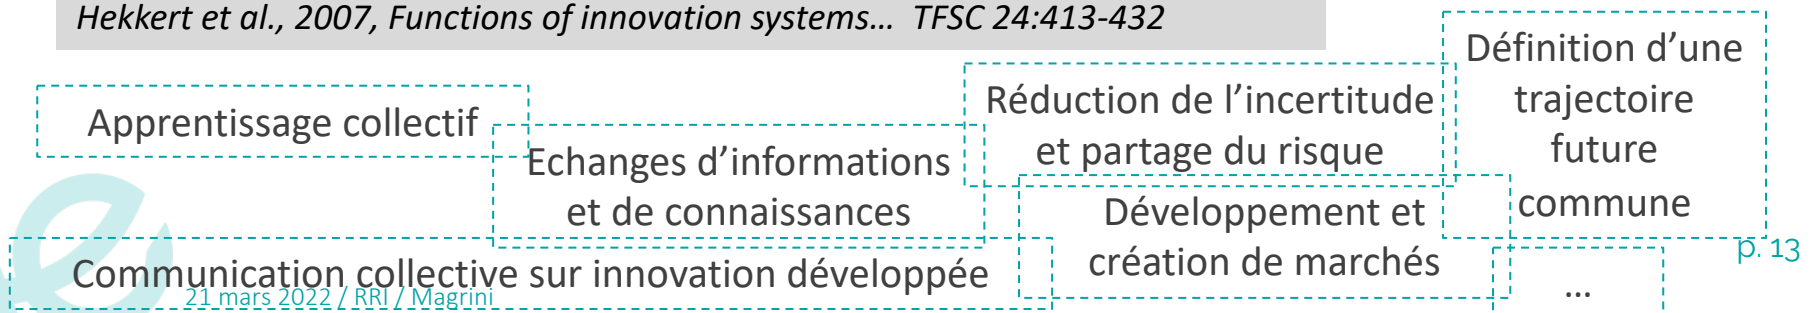 Hekkert et al., 2007, Functions of innovation systems… TFSC 24:413-432
Définition d’une
trajectoire
future
commune
Réduction de l’incertitude
et partage du risque
Apprentissage collectif
Echanges d’informations
et de connaissances
Développement et
création de marchés
Communication collective sur innovation développée
…
21 mars 2022 / RRI / Magrini
p. 13